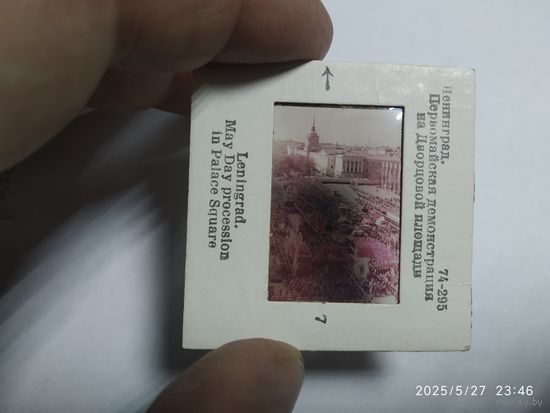 Ленинград.
Первомайская демонстрация
на Дворцовой площади
74-295
Leningrad.
May Day procession
in Palace Square
7
2025/5/27 23:46